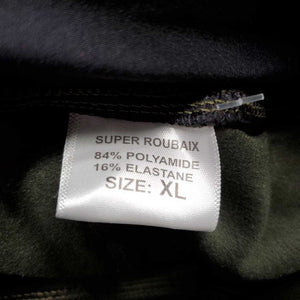 SUPER ROUBAIX
84% POLYAMIDE
16% ELASTANE
SIZE: XL